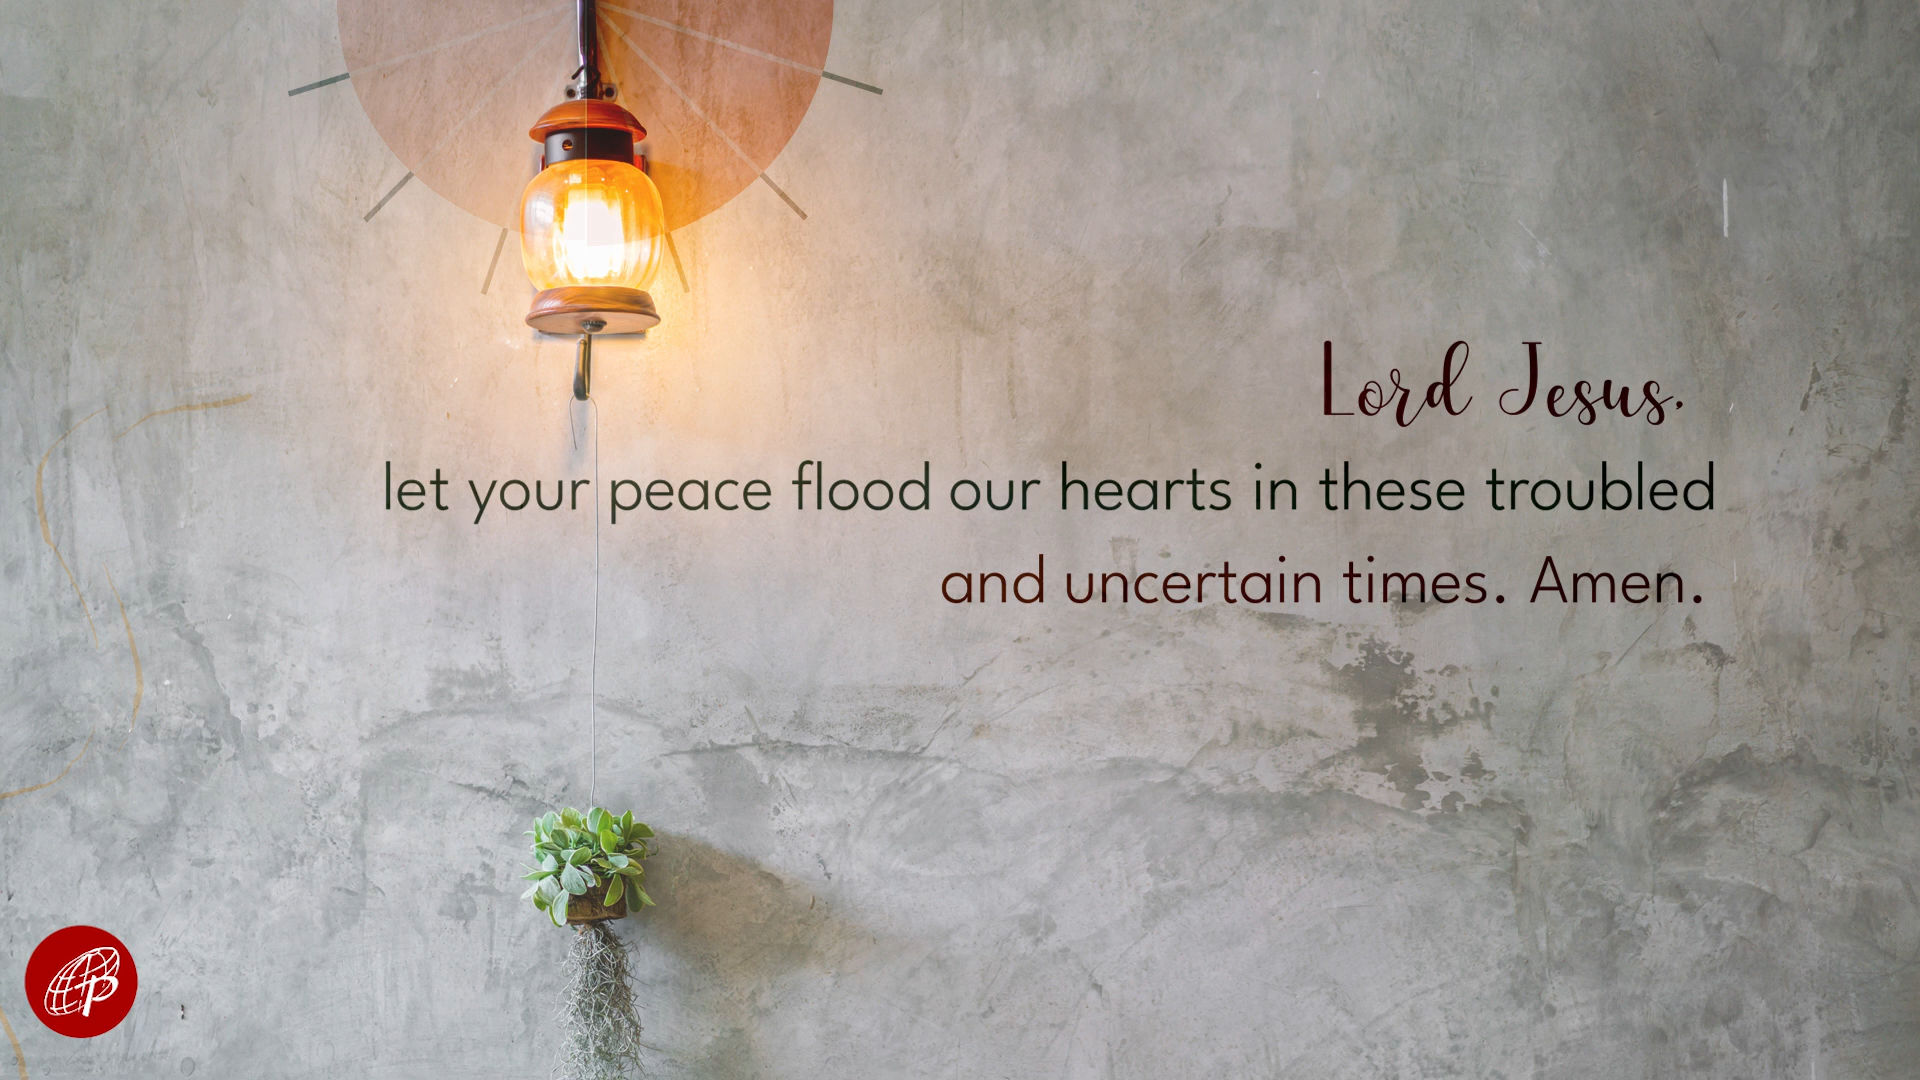 Lord Jesus,
let your peace flood our hearts in these troubled
and uncertain times. Amen.